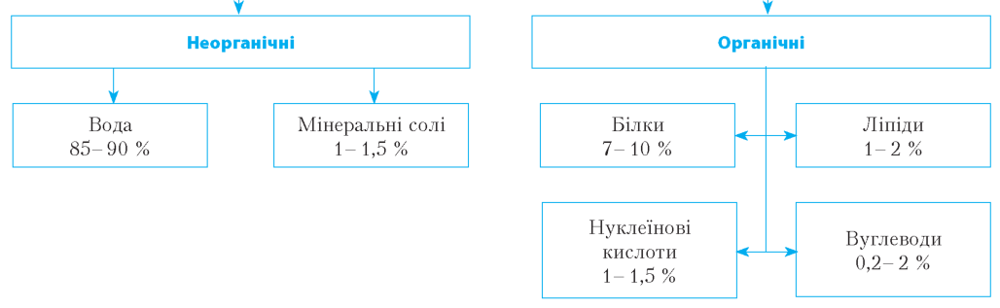 Неорганічні
Органічні
Вода
85– 90 %
Мінеральні солі
1– 1,5 %
Білки
7– 10 %
Ліпіди
1– 2 %
Нуклеїнові
кислоти
1– 1,5 %
Вуглеводи
0,2– 2 %